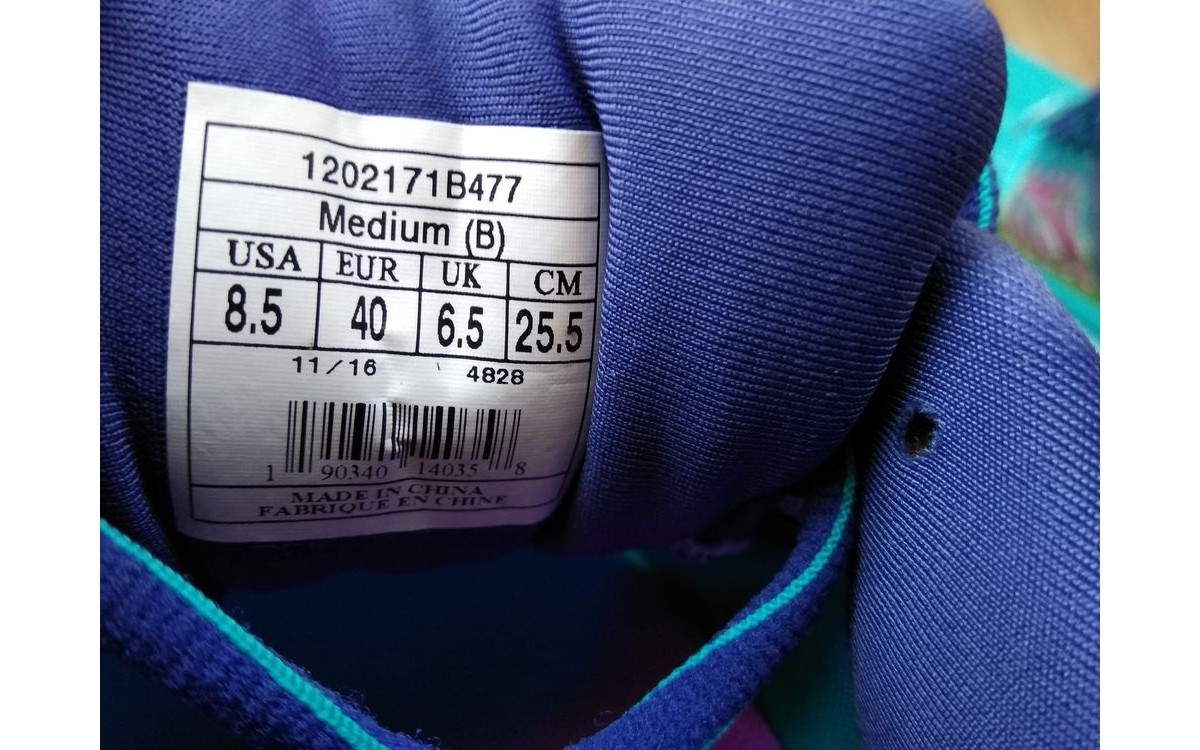 1202171B477
Medium (B)
USA EUR UK CM
8.5 40 6.5 25.5
11/16 4828
1 90340 14035 8
MADE IN CHINA
FABRIQUE EN CHINE